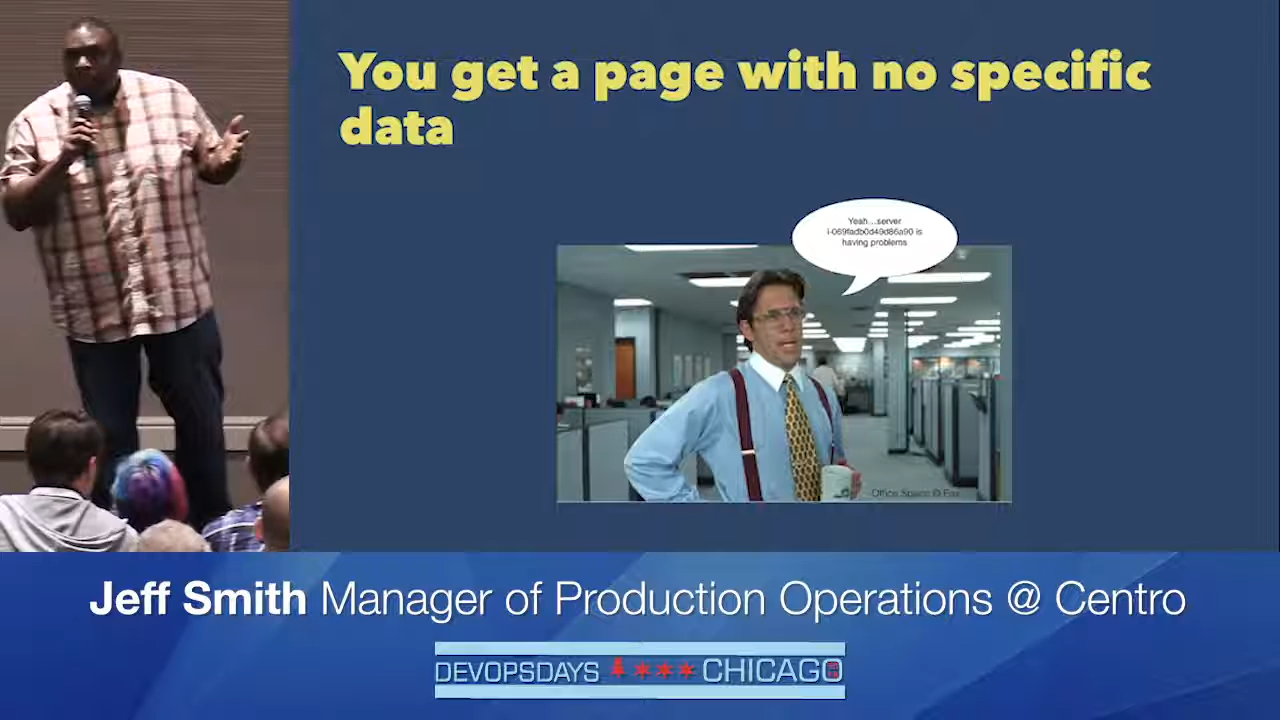 You get a page with no specific
data
Yeah....server
i-069fadb0d49d86a90 is
having problems
Office Space © Fox
Jeff Smith Manager of Production Operations @ Centro
DEVOPSDAYS CHICAGO